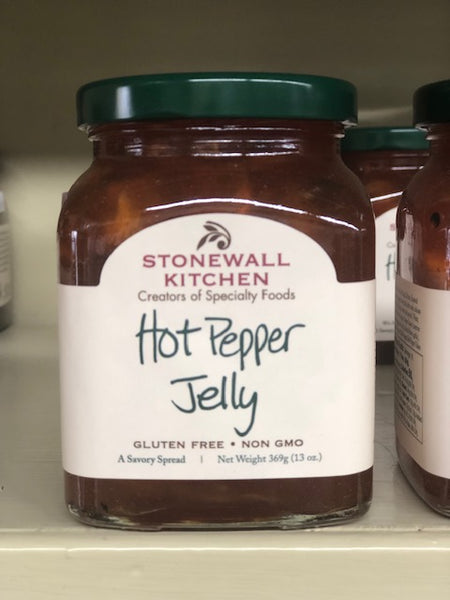 STONEWALL
KITCHEN
Creators of Specialty Foods
Hot Pepper
Jelly
GLUTEN FREE • NON GMO
A Savory Spread | Net Weight 369g (13 oz.)